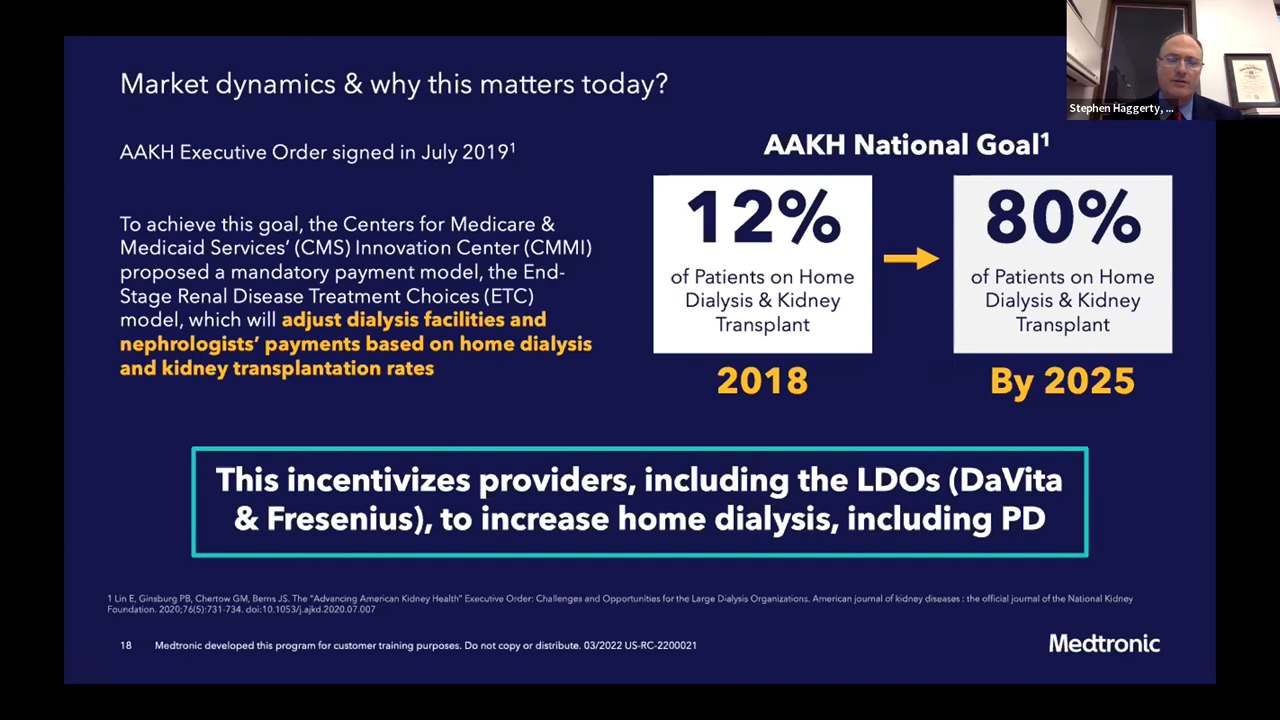 Market dynamics & why this matters today?
Stephen Haggerty, ...
AAKH Executive Order signed in July 2019¹
To achieve this goal, the Centers for Medicare &
Medicaid Services' (CMS) Innovation Center (CMMI)
proposed a mandatory payment model, the End-
Stage Renal Disease Treatment Choices (ETC)
model, which will adjust dialysis facilities and
nephrologists' payments based on home dialysis
and kidney transplantation rates
AAKH National Goal¹
12%
of Patients on Home
Dialysis & Kidney
Transplant
2018
80%
of Patients on Home
Dialysis & Kidney
Transplant
By 2025
This incentivizes providers, including the LDOs (DaVita
& Fresenius), to increase home dialysis, including PD
1 Lin E, Ginsburg PB, Chertow GM, Berns JS. The "Advancing American Kidney Health" Executive Order: Challenges and Opportunities for the Large Dialysis Organizations. American journal of kidney diseases : the official journal of the National Kidney
Foundation. 2020;76(5):731-734. doi:10.1053/j.ajkd.2020.07.007
18 Medtronic developed this program for customer training purposes. Do not copy or distribute. 03/2022 US-RC-2200021
Medtronic